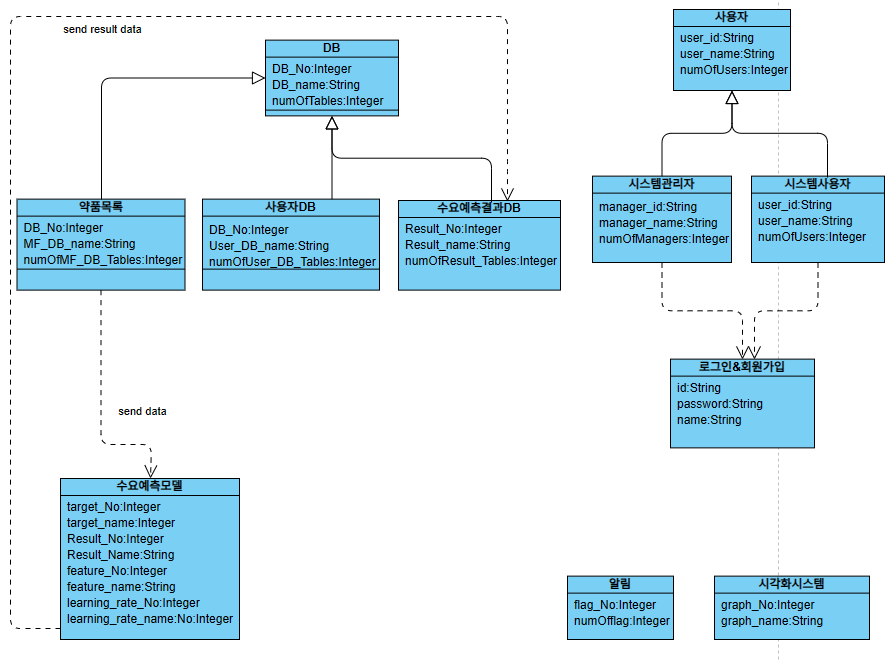 send result data
DB
DB_No:Integer
DB_name:String
numOfTables:Integer
사용자
user_id:String
user_name:String
numOfUsers:Integer
약품목록
DB_No:Integer
MF_DB_name:String
numOfMF_DB_Tables:Integer
사용자DB
DB_No:Integer
User_DB_name:String
numOfUser_DB_Tables:Integer
수요예측결과DB
Result_No:Integer
Result_name:String
numOfResult_Tables:Integer
시스템관리자
manager_id:String
manager_name:String
numOfManagers:Integer
시스템사용자
user_id:String
user_name:String
numOfUsers:Integer
로그인&회원가입
id:String
password:String
name:String
send data
수요예측모델
target_No:Integer
target_name:Integer
Result_No:Integer
Result_Name:String
feature_No:Integer
feature_name:String
learning_rate_No:Integer
learning_rate_name:No:Integer
알림
flag_No:Integer
numOfflag:Integer
시각화시스템
graph_No:Integer
graph_name:String